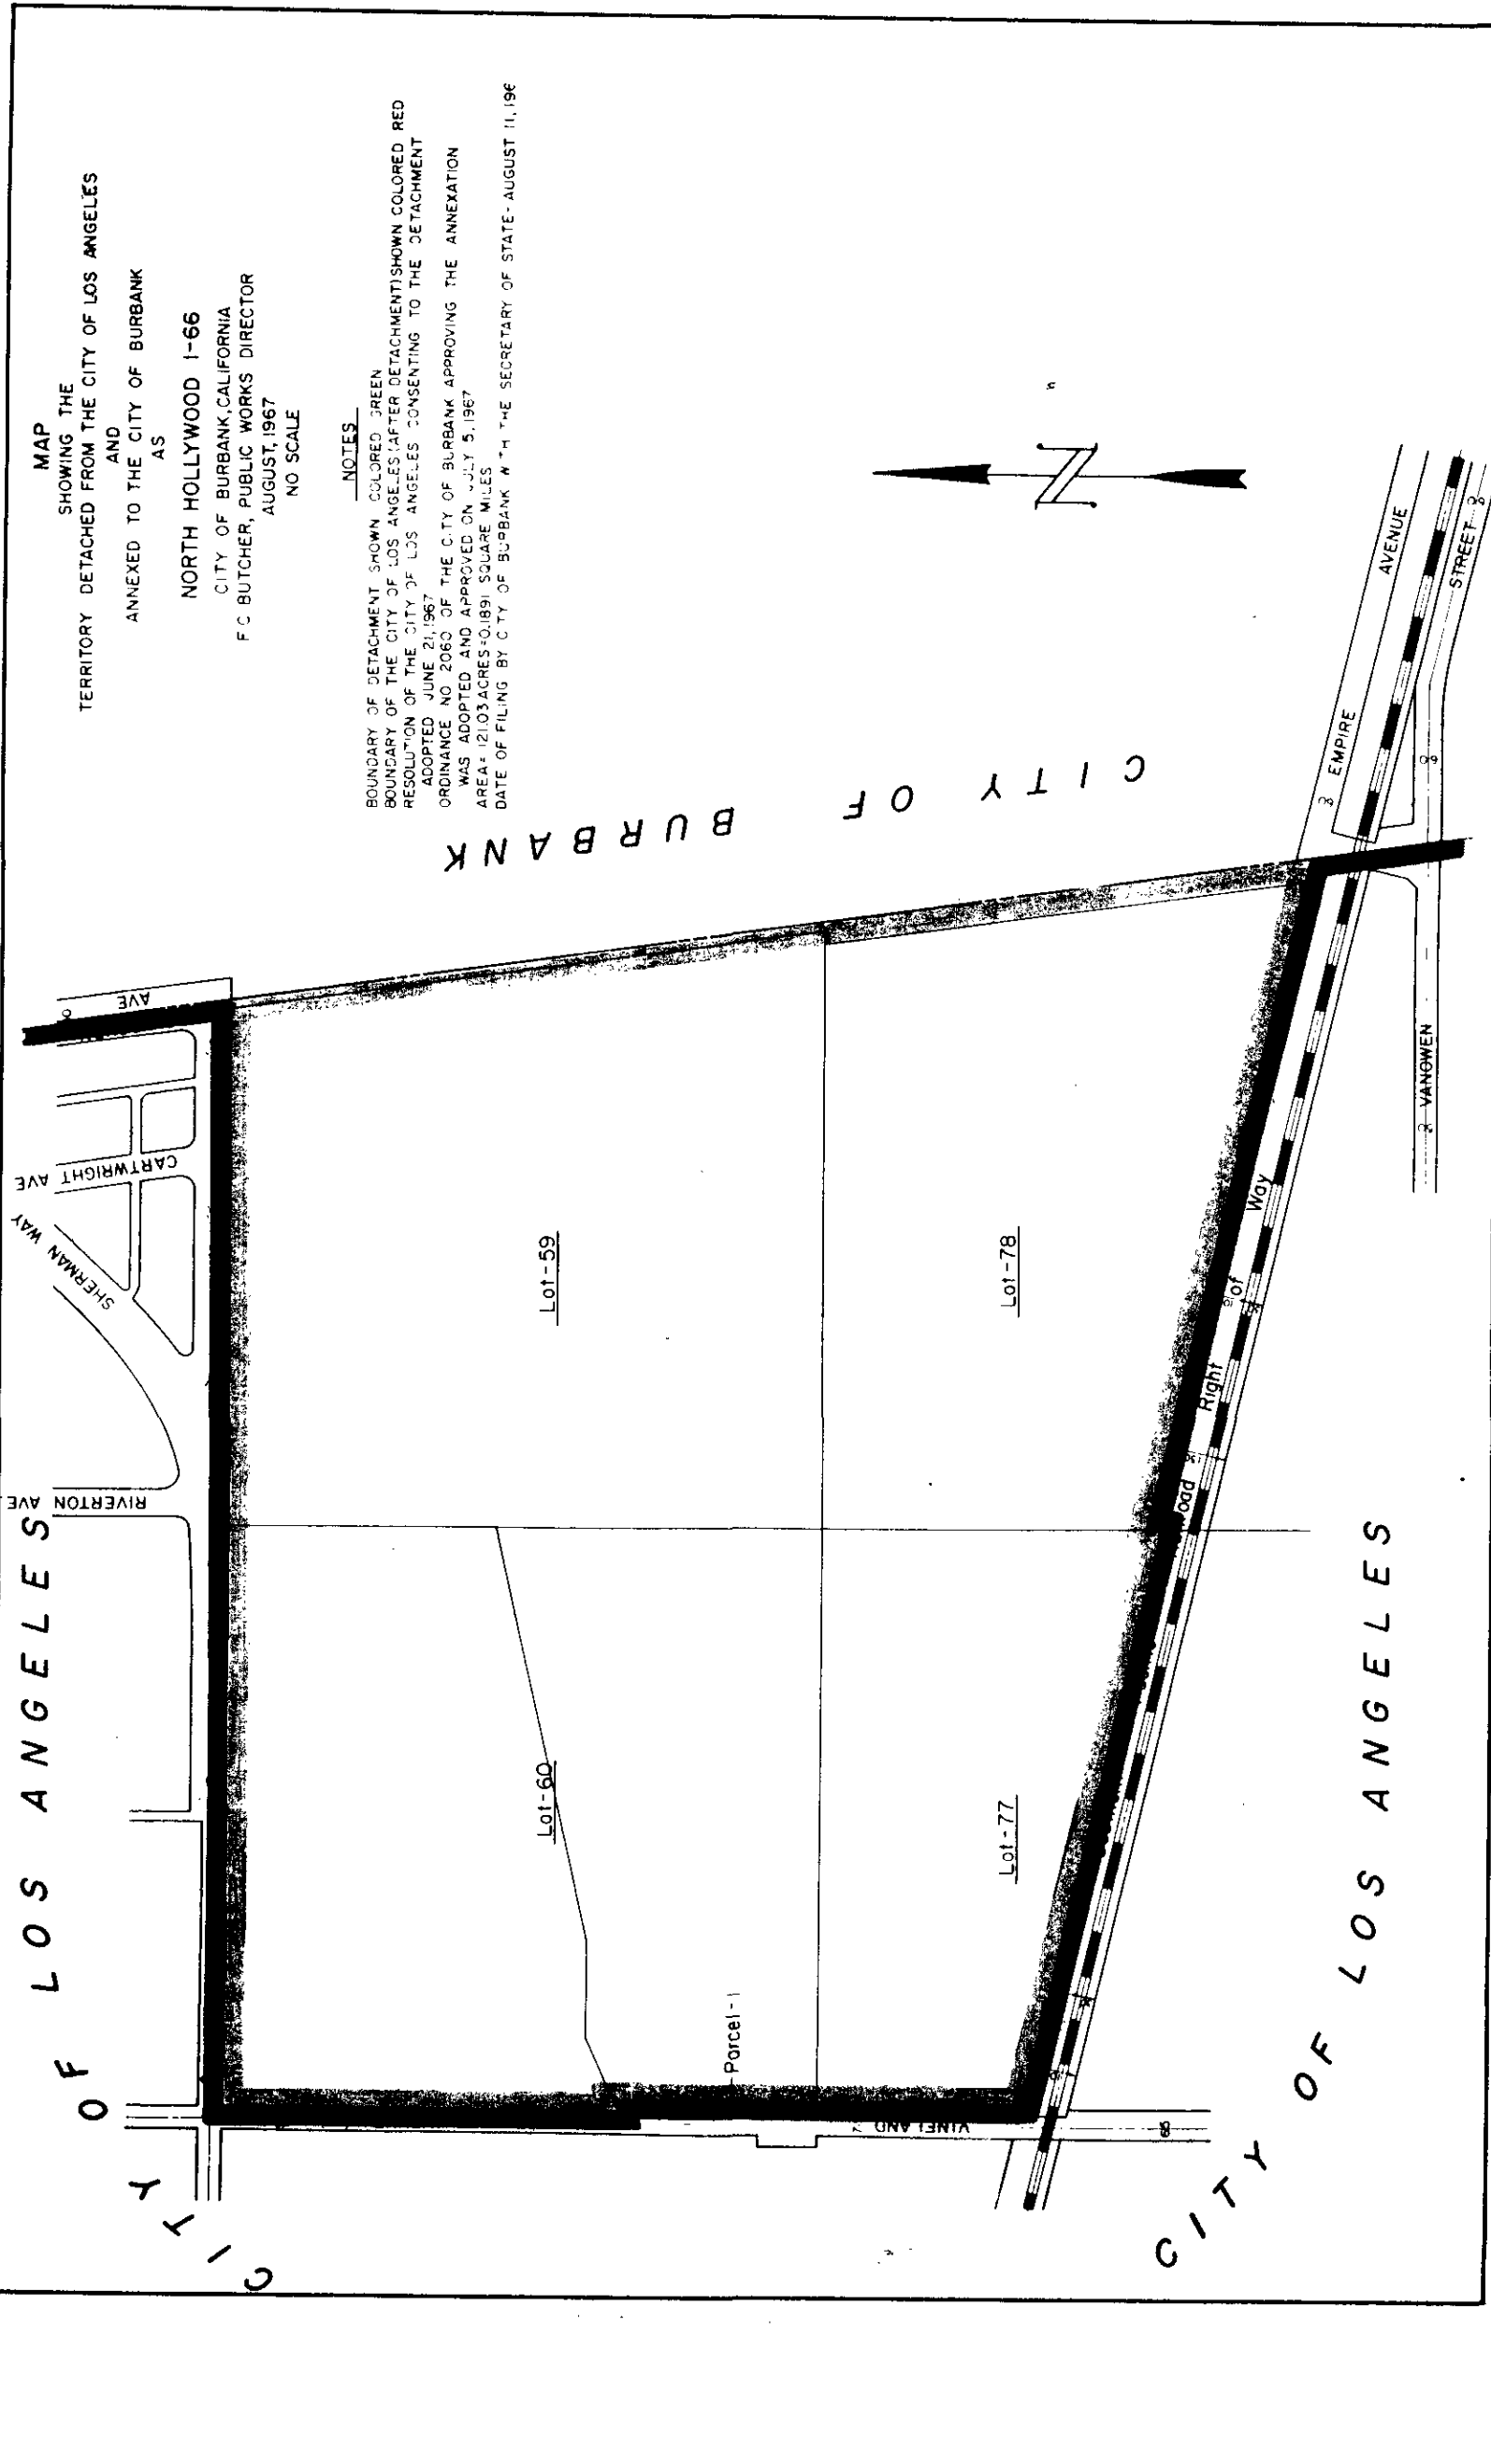 MAP
SHOWING THE
TERRITORY DETACHED FROM THE CITY OF LOS ANGELES
AND
ANNEXED TO THE CITY OF BURBANK
AS
NORTH HOLLYWOOD 1-66
CITY OF BURBANK, CALIFORNIA
F C BUTCHER, PUBLIC WORKS DIRECTOR
AUGUST, 1967
NO SCALE
NOTES
BOUNDARY OF DETACHMENT SHOWN COLORED GREEN
BOUNDARY OF THE CITY OF LOS ANGELES (AFTER DETACHMENT) SHOWN COLORED RED
RESOLUTION OF THE CITY OF LOS ANGELES CONSENTING TO THE DETACHMENT
ADOPTED JUNE 21, 1967
ORDINANCE NO 2060 OF THE CITY OF BURBANK APPROVING THE ANNEXATION
WAS ADOPTED AND APPROVED ON JULY 5, 1967
AREA = 121.03 ACRES = 0.1891 SQUARE MILES
DATE OF FILING BY CITY OF BURBANK WITH THE SECRETARY OF STATE - AUGUST 11, 196
N
CITY OF LOS ANGELES
RIVERTON AVE
SHERMAN WAY
CARTWRIGHT AVE
AVE
CITY OF BURBANK
Lot-60
Lot-59
Parcel-1
Lot-77
Lot-78
VINELAND
Right of Way
EMPIRE AVENUE
VANOWEN STREET
CITY OF LOS ANGELES